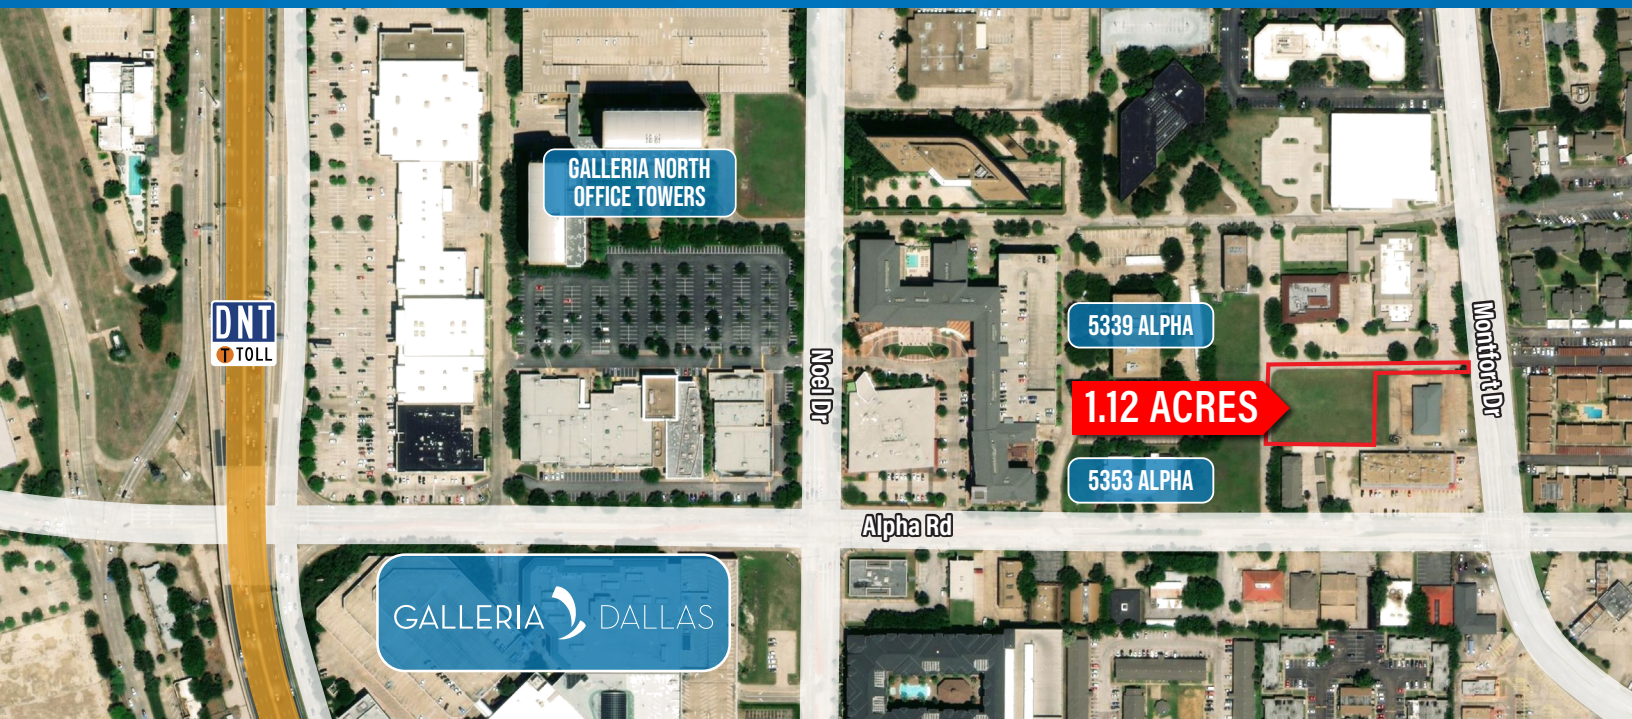 GALLERIA NORTH
OFFICE TOWERS
DNT
T TOLL
5339 ALPHA
Noel Dr
Montfort Dr
1.12 ACRES
5353 ALPHA
Alpha Rd
GALLERIA DALLAS